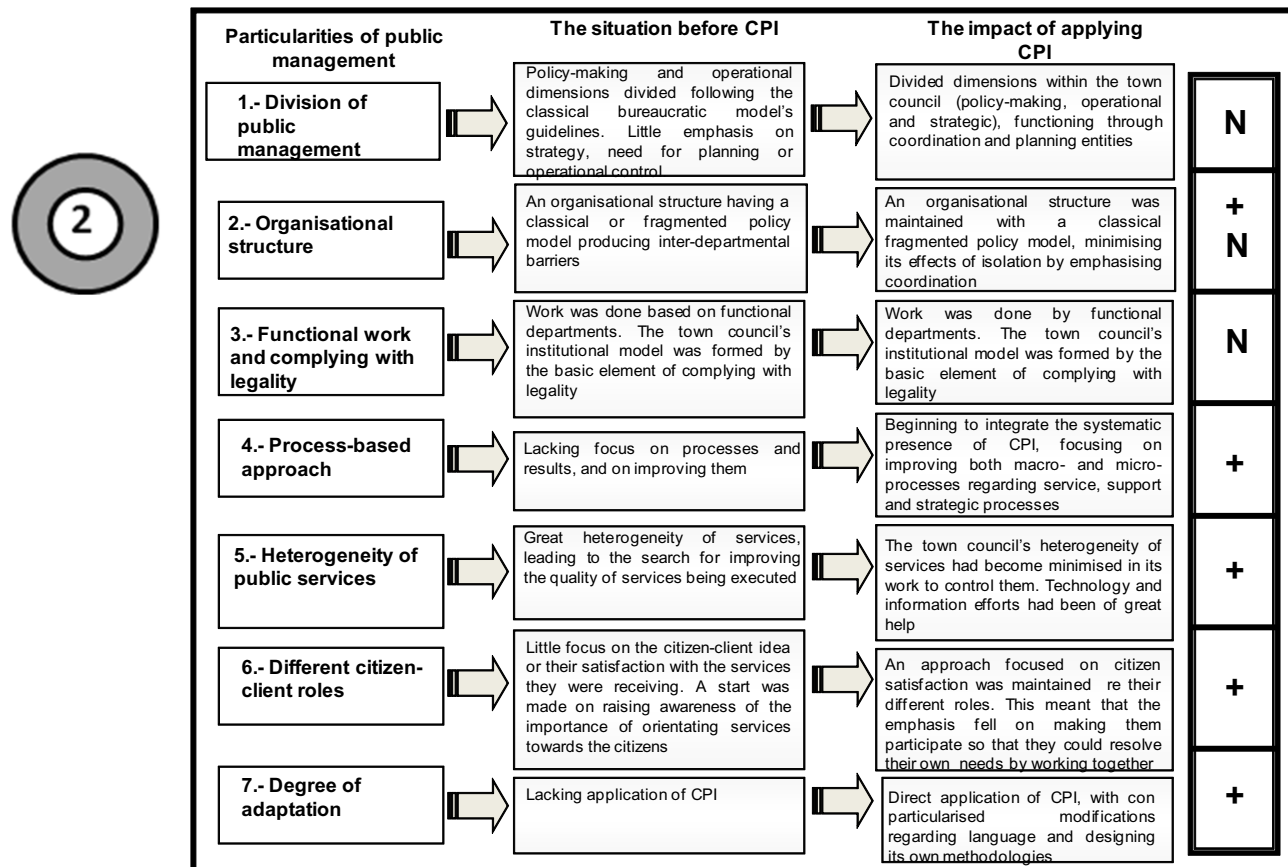 2
Particularities of public
management
The situation before CPI
The impact of applying
CPI
1.- Division of
public
management
Policy-making and operational
dimensions divided following the
classical bureaucratic model's
guidelines. Little emphasis on
strategy, need for planning or
operational control
Divided dimensions within the town
council (policy-making, operational
and strategic), functioning through
coordination and planning entities
N
2.- Organisational
structure
An organisational structure having a
classical or fragmented policy
model producing inter-departmental
barriers
An organisational structure was
maintained with a classical
fragmented policy model, minimising
its effects of isolation by emphasising
coordination
+
N
3.- Functional work
and complying with
legality
Work was done based on functional
departments. The town council's
institutional model was formed by
the basic element of complying with
legality
Work was done by functional
departments. The town council's
institutional model was formed by the
basic element of complying with
legality
N
4.- Process-based
approach
Lacking focus on processes and
results, and on improving them
Beginning to integrate the systematic
presence of CPI, focusing on
improving both macro- and micro-
processes regarding service, support
and strategic processes
+
5.- Heterogeneity of
public services
Great heterogeneity of services,
leading to the search for improving
the quality of services being executed
The town council's heterogeneity of
services had become minimised in its
work to control them. Technology and
information efforts had been of great
help
+
6.- Different citizen-
client roles
Little focus on the citizen-client idea
or their satisfaction with the services
they were receiving. A start was
made on raising awareness of the
importance of orientating services
towards the citizens
An approach focused on citizen
satisfaction was maintained re their
different roles. This meant that the
emphasis fell on making them
participate so that they could resolve
their own needs by working together
+
7.- Degree of
adaptation
Lacking application of CPI
Direct application of CPI, with con
particularised modifications
regarding language and designing
its own methodologies
+